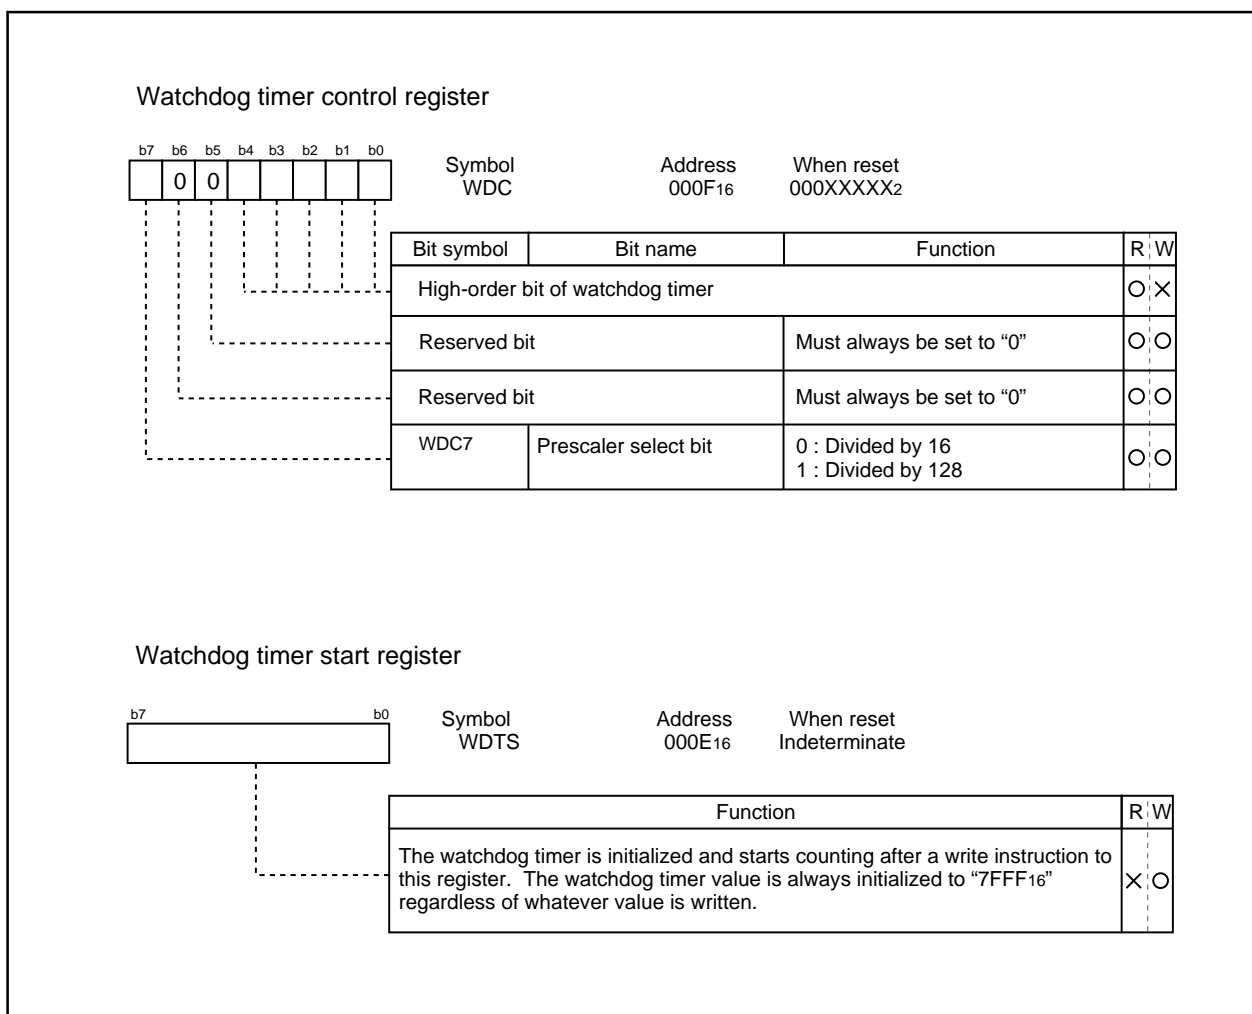 Watchdog timer control register
b7 b6 b5 b4 b3 b2 b1 b0
0 0
Symbol Address When reset
WDC 000F16 000XXXXX2
Bit symbol Bit name Function R W
High-order bit of watchdog timer O X
Reserved bit Must always be set to “0” O O
Reserved bit Must always be set to “0” O O
WDC7 Prescaler select bit 0 : Divided by 16
1 : Divided by 128 O O
Watchdog timer start register
b7 b0
Symbol Address When reset
WDTS 000E16 Indeterminate
Function R W
The watchdog timer is initialized and starts counting after a write instruction to
this register. The watchdog timer value is always initialized to “7FFF16” X O
regardless of whatever value is written.